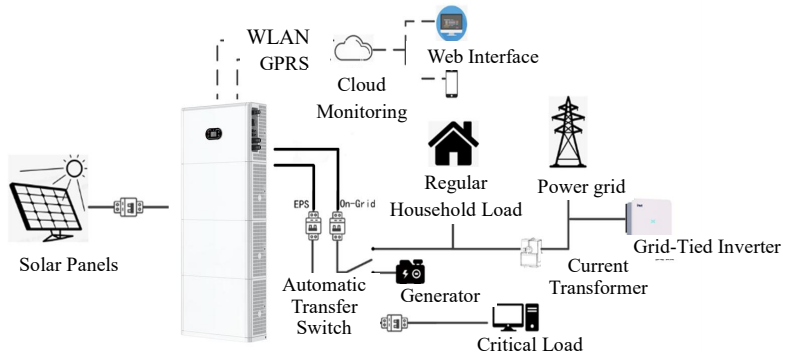 WLAN
GPRS
Cloud
Monitoring
Web Interface
Regular
Household Load
Power grid
EPS
On-Grid
Solar Panels
Automatic
Transfer
Switch
Generator
Current
Transformer
Grid-Tied Inverter
Critical Load